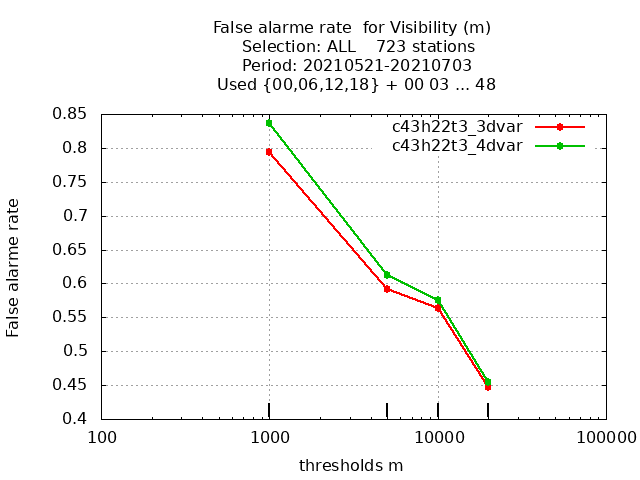 False alarme rate  for Visibility (m)
Selection: ALL    723 stations
Period: 20210521-20210703
Used {00,06,12,18} + 00 03 ... 48
c43h22t3_3dvar
c43h22t3_4dvar
False alarme rate
0.85
0.8
0.75
0.7
0.65
0.6
0.55
0.5
0.45
0.4
100 1000 10000 100000
thresholds m